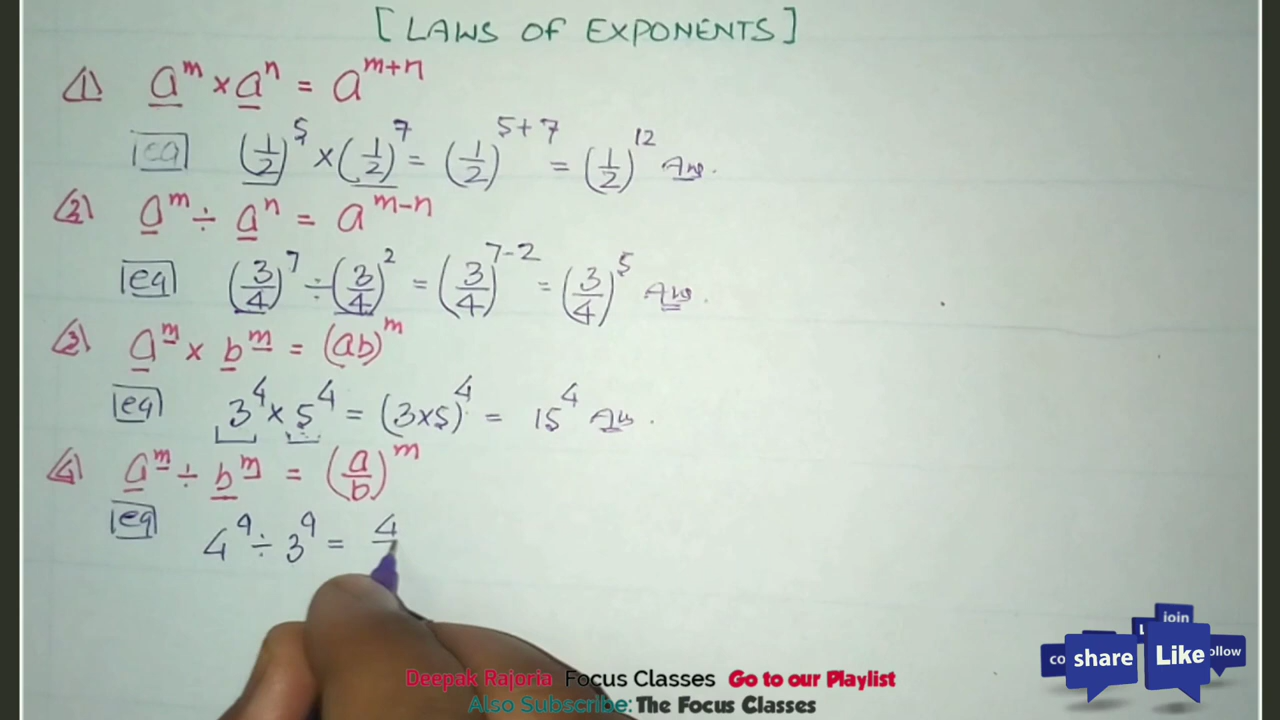 [LAWS OF EXPONENTS]
(1) a^m × a^n = a^(m+n)
eg (1/2)^5 × (1/2)^7 = (1/2)^(5+7) = (1/2)^12 Ans.
(2) a^m ÷ a^n = a^(m-n)
eg (3/4)^7 ÷ (3/4)^2 = (3/4)^(7-2) = (3/4)^5 Ans.
(3) a^m × b^m = (ab)^m
eg 3^4 × 5^4 = (3×5)^4 = 15^4 Ans.
(4) a^m ÷ b^m = (a/b)^m
eg 4^9 ÷ 3^9 = 4
join
share Like ollow
Deepak Rajoria Focus Classes Go to our Playlist
Also Subscribe: The Focus Classes